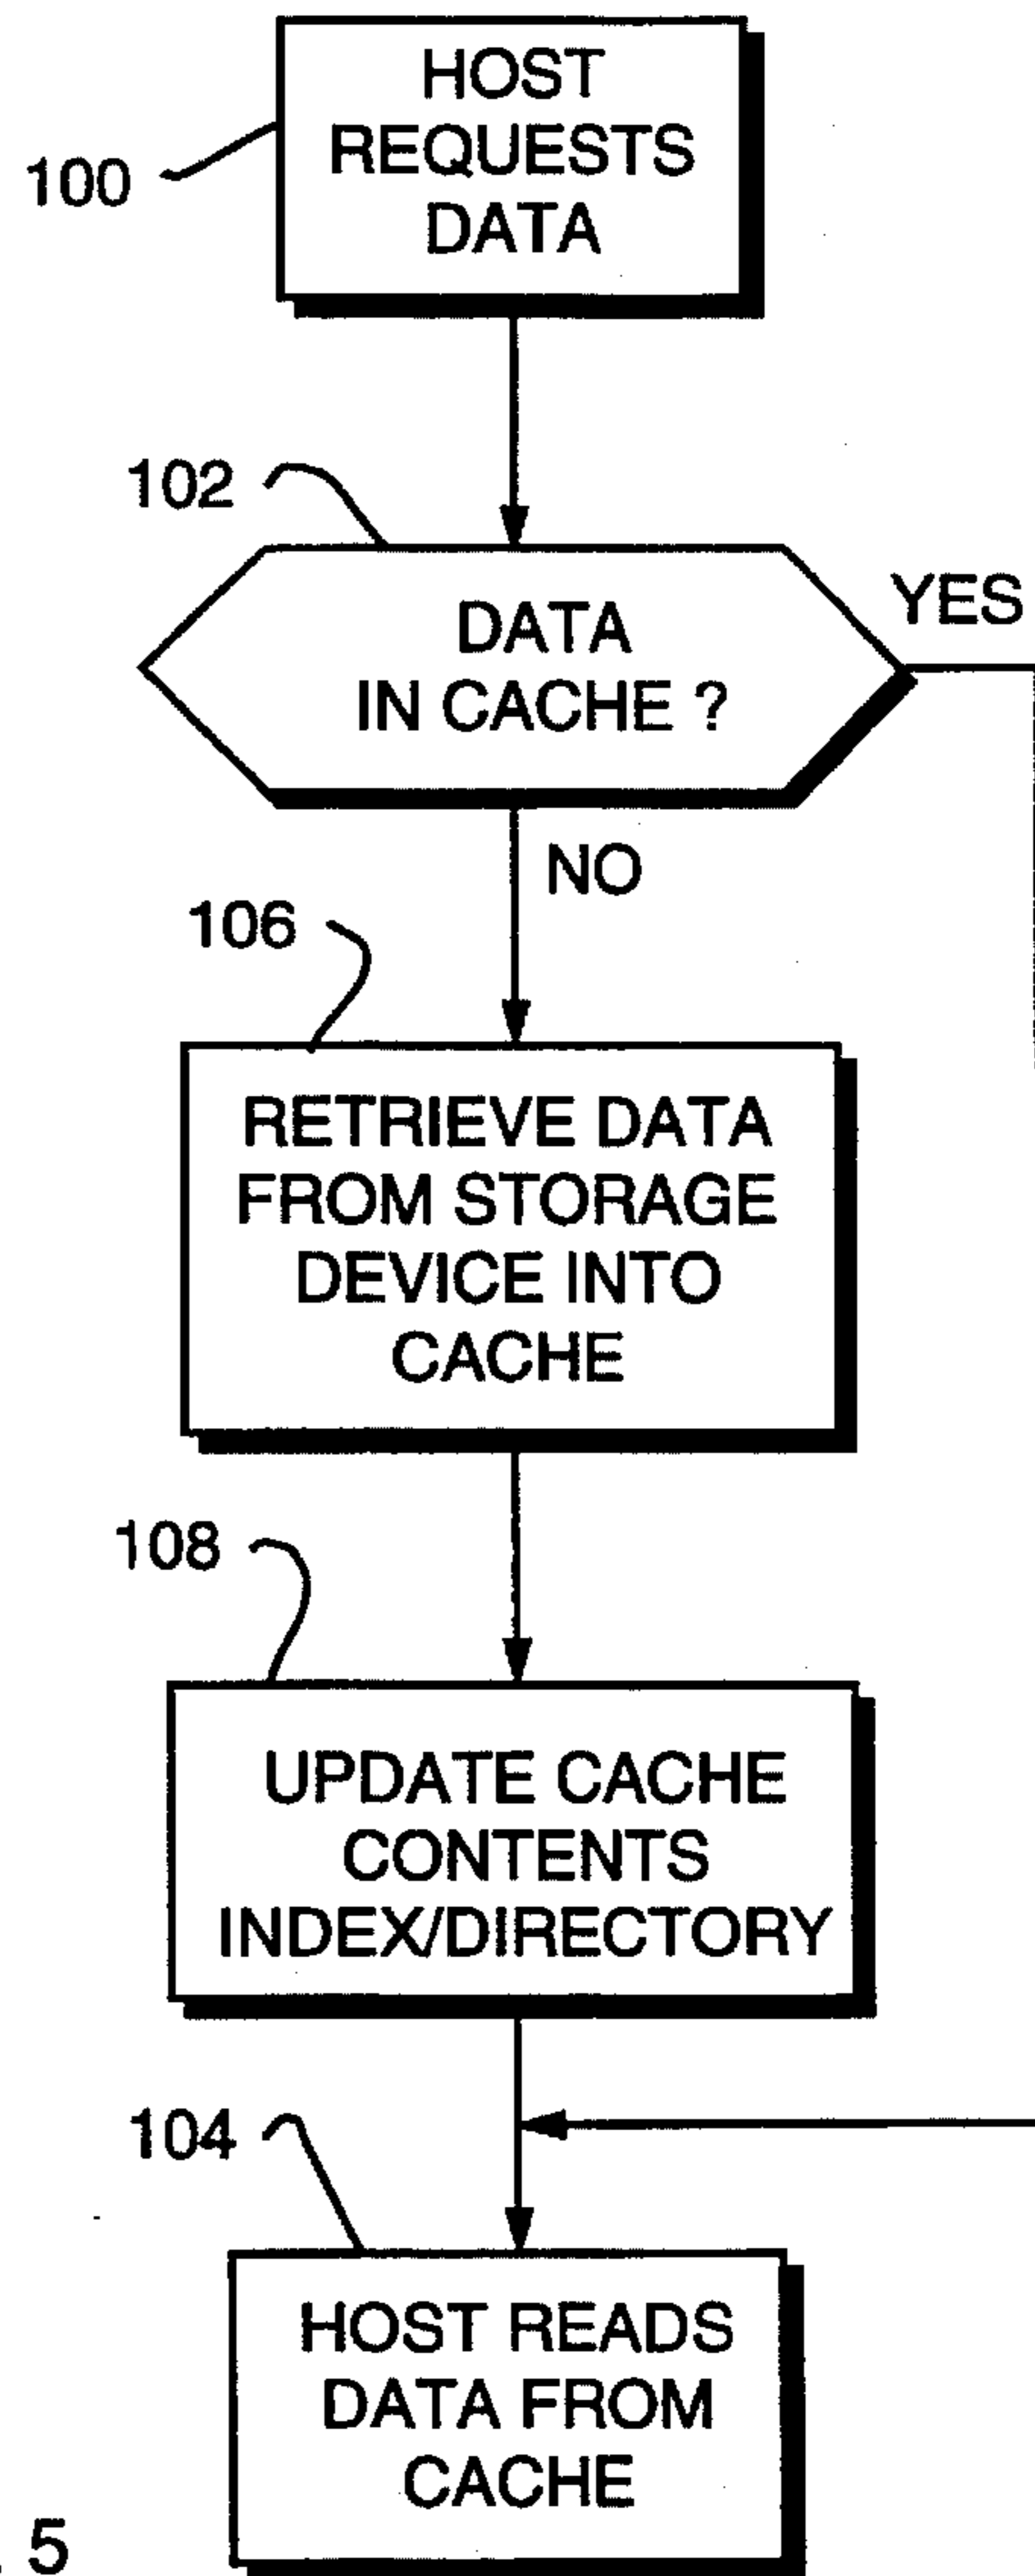 HOST
REQUESTS
DATA
100
102
DATA
IN CACHE ?
YES
NO
106
RETRIEVE DATA
FROM STORAGE
DEVICE INTO
CACHE
108
UPDATE CACHE
CONTENTS
INDEX/DIRECTORY
104
HOST READS
DATA FROM
CACHE
. 5